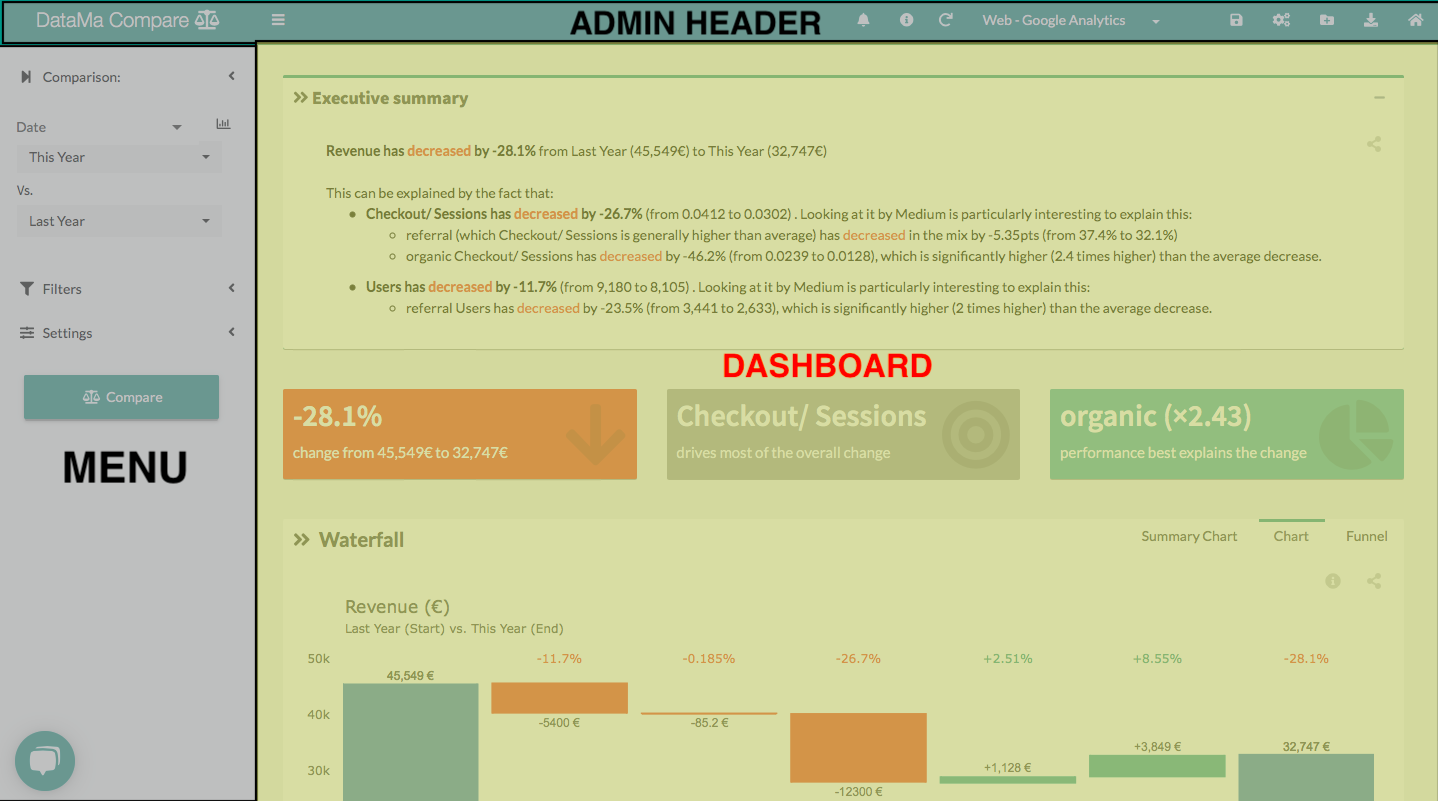 DataMa Compare
ADMIN HEADER
Web - Google Analytics
Comparison:
Date
This Year
Vs.
Last Year
Filters
Settings
Compare
MENU
Executive summary
Revenue has decreased by -28.1% from Last Year (45,549€) to This Year (32,747€)
This can be explained by the fact that:
Checkout/ Sessions has decreased by -26.7% (from 0.0412 to 0.0302) . Looking at it by Medium is particularly interesting to explain this:
referral (which Checkout/ Sessions is generally higher than average) has decreased in the mix by -5.35pts (from 37.4% to 32.1%)
organic Checkout/ Sessions has decreased by -46.2% (from 0.0239 to 0.0128), which is significantly higher (2.4 times higher) than the average decrease.
Users has decreased by -11.7% (from 9,180 to 8,105) . Looking at it by Medium is particularly interesting to explain this:
referral Users has decreased by -23.5% (from 3,441 to 2,633), which is significantly higher (2 times higher) than the average decrease.
DASHBOARD
-28.1%
change from 45,549€ to 32,747€
Checkout/ Sessions
drives most of the overall change
organic (×2.43)
performance best explains the change
Waterfall
Summary Chart
Chart
Funnel
Revenue (€)
Last Year (Start) vs. This Year (End)
50k
-11.7%
-0.185%
-26.7%
+2.51%
+8.55%
-28.1%
45,549 €
40k
-5400 €
-85.2 €
+3,849 €
32,747 €
30k
+1,128 €
-12300 €